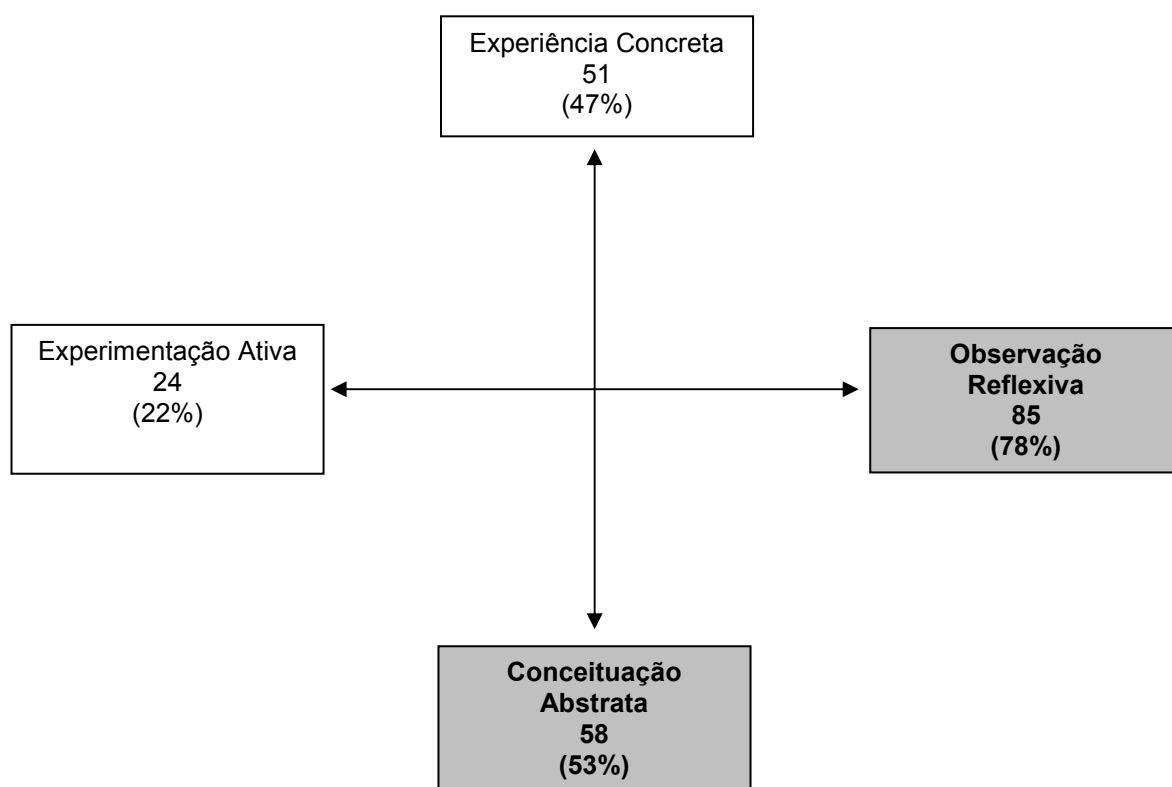 Experiência Concreta
51
(47%)
Experimentação Ativa
24
(22%)
Observação
Reflexiva
85
(78%)
Conceituação
Abstrata
58
(53%)